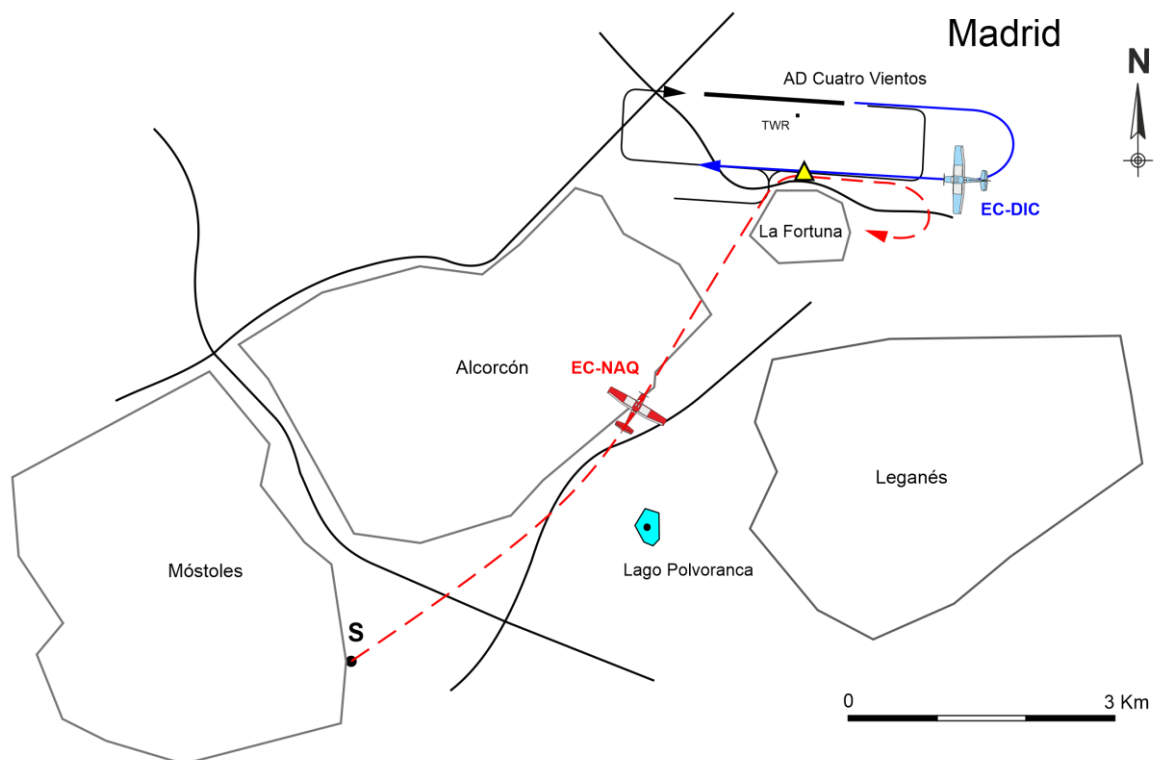 Madrid
N
AD Cuatro Vientos
TWR
EC-DIC
La Fortuna
EC-NAQ
Alcorcón
Leganés
Móstoles
Lago Polvoranca
S
0 3 Km